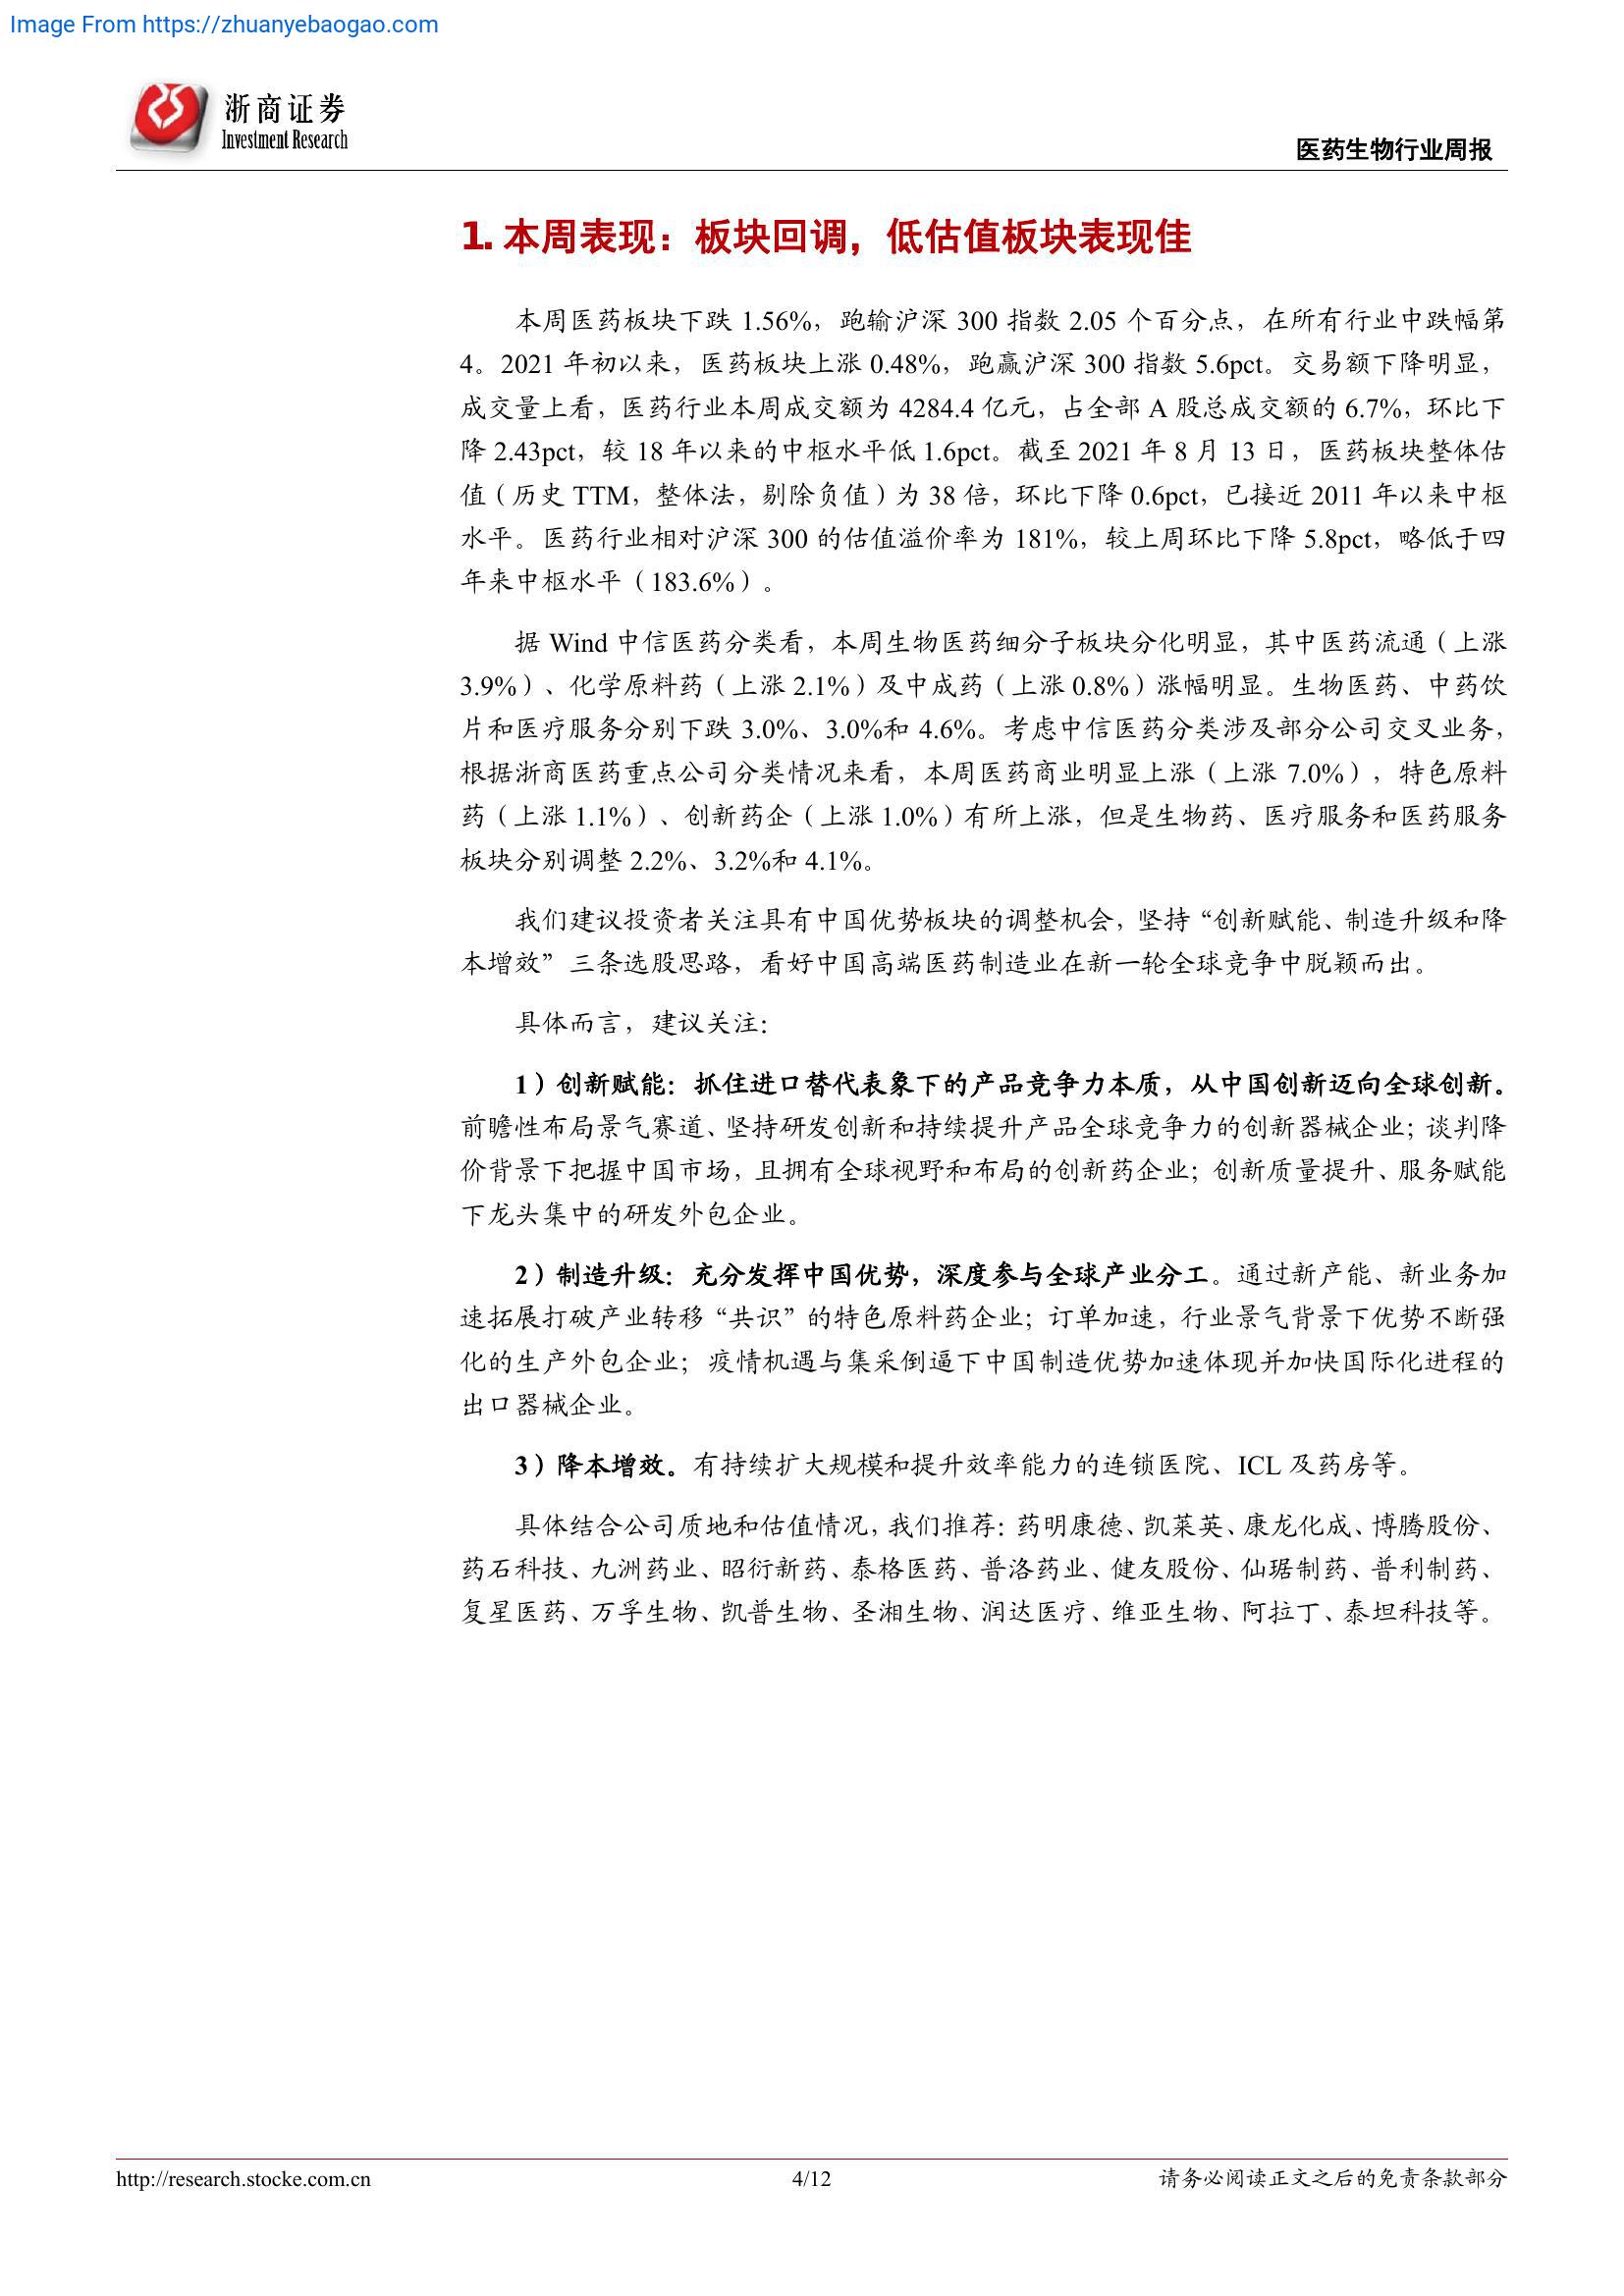 Image From https://zhuanyebaogao.com
浙商证券
Investment Research
医药生物行业周报
1. 本周表现：板块回调，低估值板块表现佳
本周医药板块下跌 1.56%，跑输沪深 300 指数 2.05 个百分点，在所有行业中跌幅第
4。2021 年初以来，医药板块上涨 0.48%，跑赢沪深 300 指数 5.6pct。交易额下降明显，
成交量上看，医药行业本周成交额为 4284.4 亿元，占全部 A 股总成交额的 6.7%，环比下
降 2.43pct，较 18 年以来的中枢水平低 1.6pct。截至 2021 年 8 月 13 日，医药板块整体估
值（历史 TTM，整体法，剔除负值）为 38 倍，环比下降 0.6pct，已接近 2011 年以来中枢
水平。医药行业相对沪深 300 的估值溢价率为 181%，较上周环比下降 5.8pct，略低于四
年来中枢水平（183.6%）。
据 Wind 中信医药分类看，本周生物医药细分子板块分化明显，其中医药流通（上涨
3.9%）、化学原料药（上涨 2.1%）及中成药（上涨 0.8%）涨幅明显。生物医药、中药饮
片和医疗服务分别下跌 3.0%、3.0%和 4.6%。考虑中信医药分类涉及部分公司交叉业务，
根据浙商医药重点公司分类情况来看，本周医药商业明显上涨（上涨 7.0%），特色原料
药（上涨 1.1%）、创新药企（上涨 1.0%）有所上涨，但是生物药、医疗服务和医药服务
板块分别调整 2.2%、3.2%和 4.1%。
我们建议投资者关注具有中国优势板块的调整机会，坚持“创新赋能、制造升级和降
本增效”三条选股思路，看好中国高端医药制造业在新一轮全球竞争中脱颖而出。
具体而言，建议关注：
1）创新赋能：抓住进口替代表象下的产品竞争力本质，从中国创新迈向全球创新。
前瞻性布局景气赛道、坚持研发创新和持续提升产品全球竞争力的创新器械企业；谈判降
价背景下把握中国市场，且拥有全球视野和布局的创新药企业；创新质量提升、服务赋能
下龙头集中的研发外包企业。
2）制造升级：充分发挥中国优势，深度参与全球产业分工。通过新产能、新业务加
速拓展打破产业转移“共识”的特色原料药企业；订单加速，行业景气背景下优势不断强
化的生产外包企业；疫情机遇与集采倒逼下中国制造优势加速体现并加快国际化进程的
出口器械企业。
3）降本增效。有持续扩大规模和提升效率能力的连锁医院、ICL 及药房等。
具体结合公司质地和估值情况，我们推荐：药明康德、凯莱英、康龙化成、博腾股份、
药石科技、九洲药业、昭衍新药、泰格医药、普洛药业、健友股份、仙琚制药、普利制药、
复星医药、万孚生物、凯普生物、圣湘生物、润达医疗、维亚生物、阿拉丁、泰坦科技等。
http://research.stocke.com.cn
4/12
请务必阅读正文之后的免责条款部分